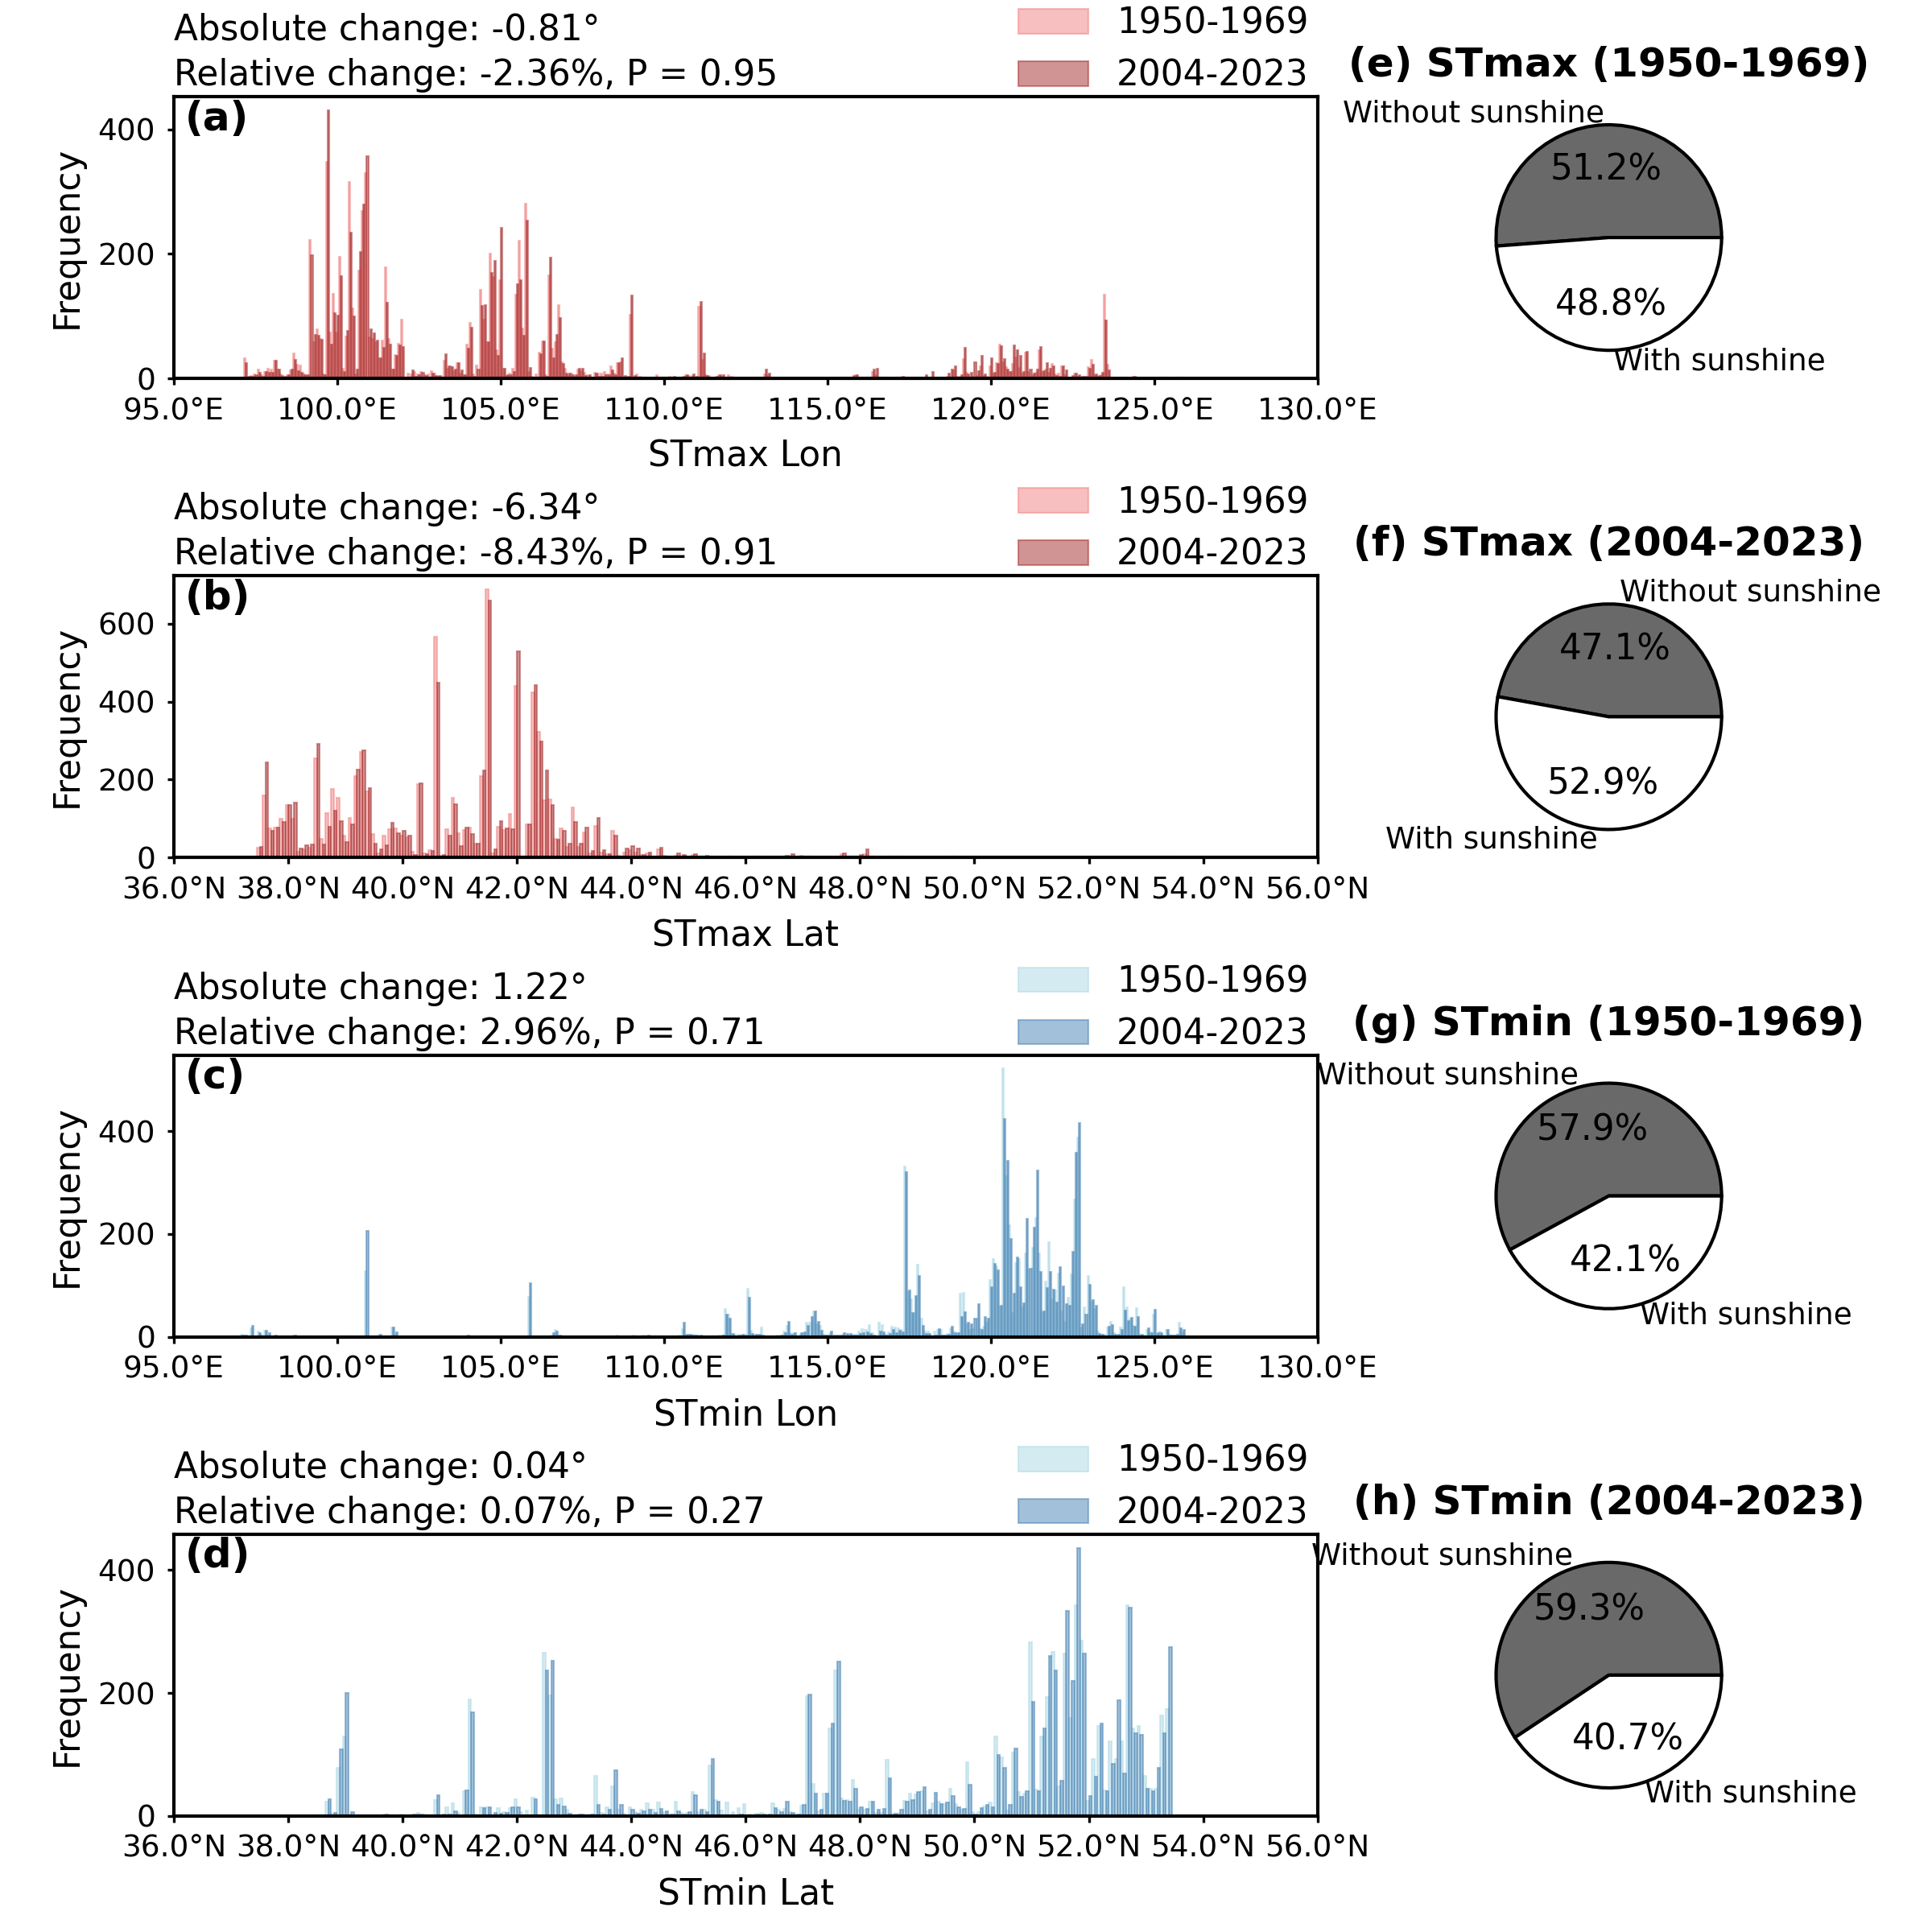 Absolute change: -0.81°
Relative change: -2.36%, P = 0.95
1950-1969
2004-2023
(a)
Frequency
400
200
0
95.0°E 100.0°E 105.0°E 110.0°E 115.0°E 120.0°E 125.0°E 130.0°E
STmax Lon
(e) STmax (1950-1969)
Without sunshine
51.2%
48.8%
With sunshine
Absolute change: -6.34°
Relative change: -8.43%, P = 0.91
1950-1969
2004-2023
(b)
Frequency
600
400
200
0
36.0°N 38.0°N 40.0°N 42.0°N 44.0°N 46.0°N 48.0°N 50.0°N 52.0°N 54.0°N 56.0°N
STmax Lat
(f) STmax (2004-2023)
Without sunshine
47.1%
52.9%
With sunshine
Absolute change: 1.22°
Relative change: 2.96%, P = 0.71
1950-1969
2004-2023
(c)
Frequency
400
200
0
95.0°E 100.0°E 105.0°E 110.0°E 115.0°E 120.0°E 125.0°E 130.0°E
STmin Lon
(g) STmin (1950-1969)
Without sunshine
57.9%
42.1%
With sunshine
Absolute change: 0.04°
Relative change: 0.07%, P = 0.27
1950-1969
2004-2023
(d)
Frequency
400
200
0
36.0°N 38.0°N 40.0°N 42.0°N 44.0°N 46.0°N 48.0°N 50.0°N 52.0°N 54.0°N 56.0°N
STmin Lat
(h) STmin (2004-2023)
Without sunshine
59.3%
40.7%
With sunshine